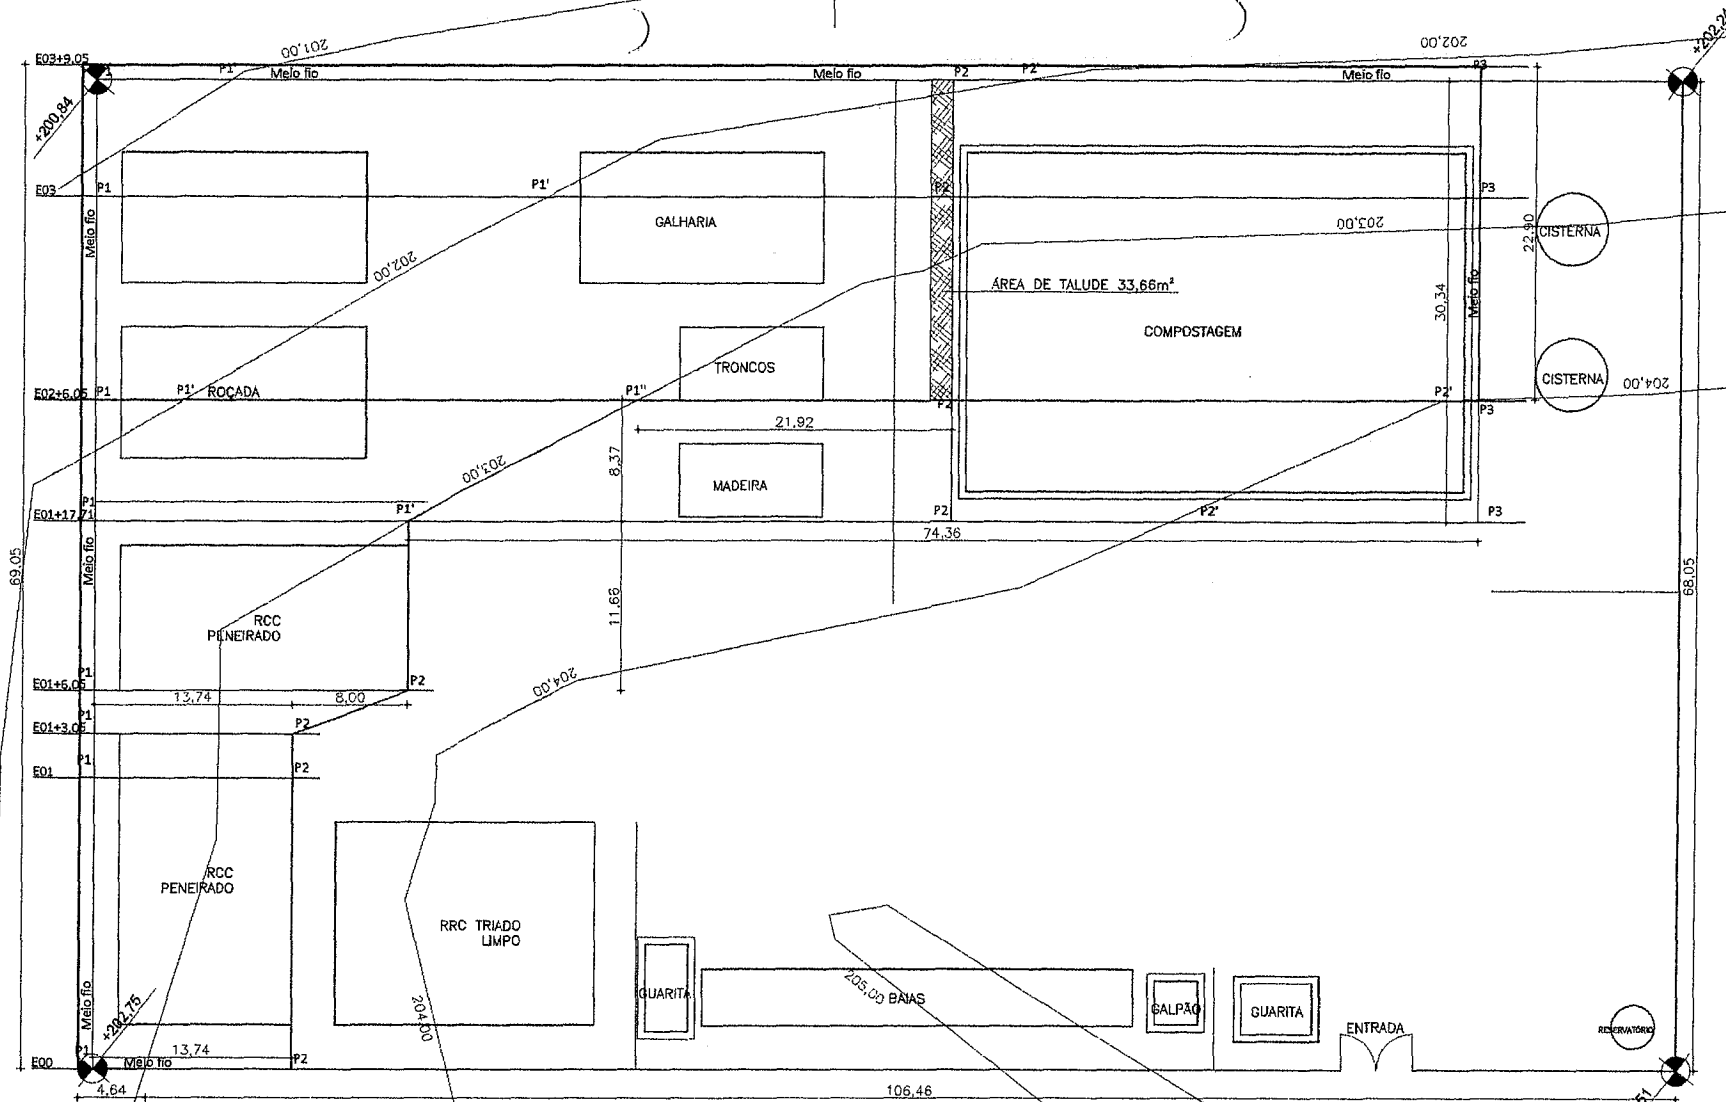 201,00
202,00
+202,2
E03+9.05
P1'
Meio fio
Meio fio
P2
P2'
Meio fio
P3
+200,84
E03
P1
P1'
P2
P3
Meio fio
GALHARIA
203,00
22,90
CISTERNA
202,00
ÁREA DE TALUDE 33,66m²
30,34
Meio fio
COMPOSTAGEM
TRONCOS
CISTERNA
204,00
E02+6.05
P1
P1'
ROÇADA
P1''
P2
P2'
P3
21,92
8,37
203,00
MADEIRA
P1
E01+17.71
P1'
P2
P2'
P3
74,36
69,05
Meio fio
68,05
11,66
RCC
PENEIRADO
P1
E01+6.05
P2
13,74
8,00
204,00
P1
E01+3.05
P2
P1
E01
P2
RCC
PENEIRADO
RRC TRIADO
LIMPO
204,00
GUARITA
205,00
BAIAS
GALPÃO
GUARITA
ENTRADA
RESERVATÓRIO
Meio fio
+202,75
P1
13,74
E00
Meio fio
P2
4,64
106,46
51